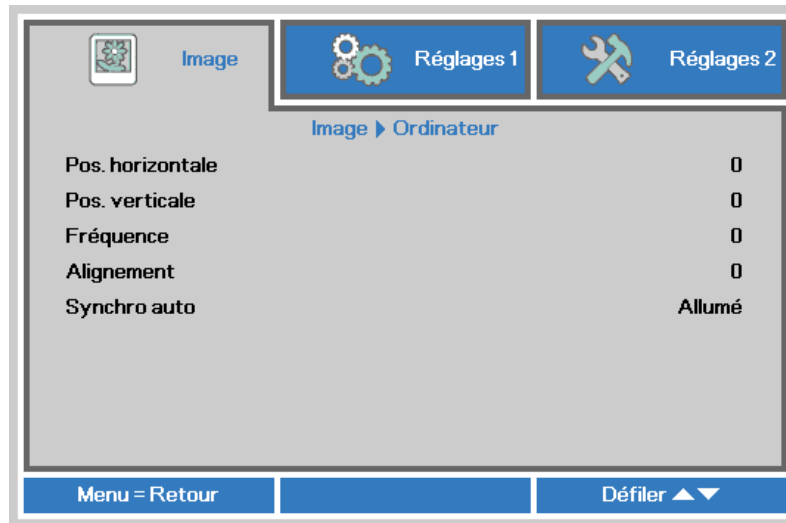 Image Réglages 1 Réglages 2
Image ▶ Ordinateur
Pos. horizontale 0
Pos. verticale 0
Fréquence 0
Alignement 0
Synchro auto Allumé
Menu = Retour Défiler ▲▼